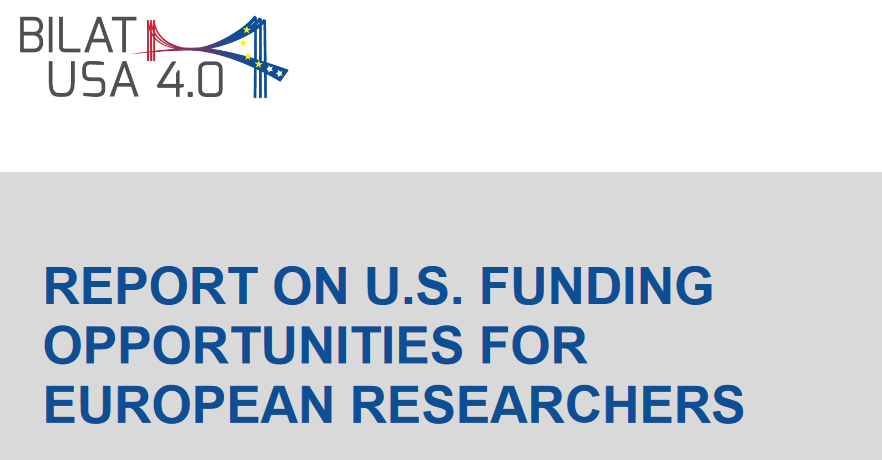 BILAT
USA 4.0
REPORT ON U.S. FUNDING
OPPORTUNITIES FOR
EUROPEAN RESEARCHERS